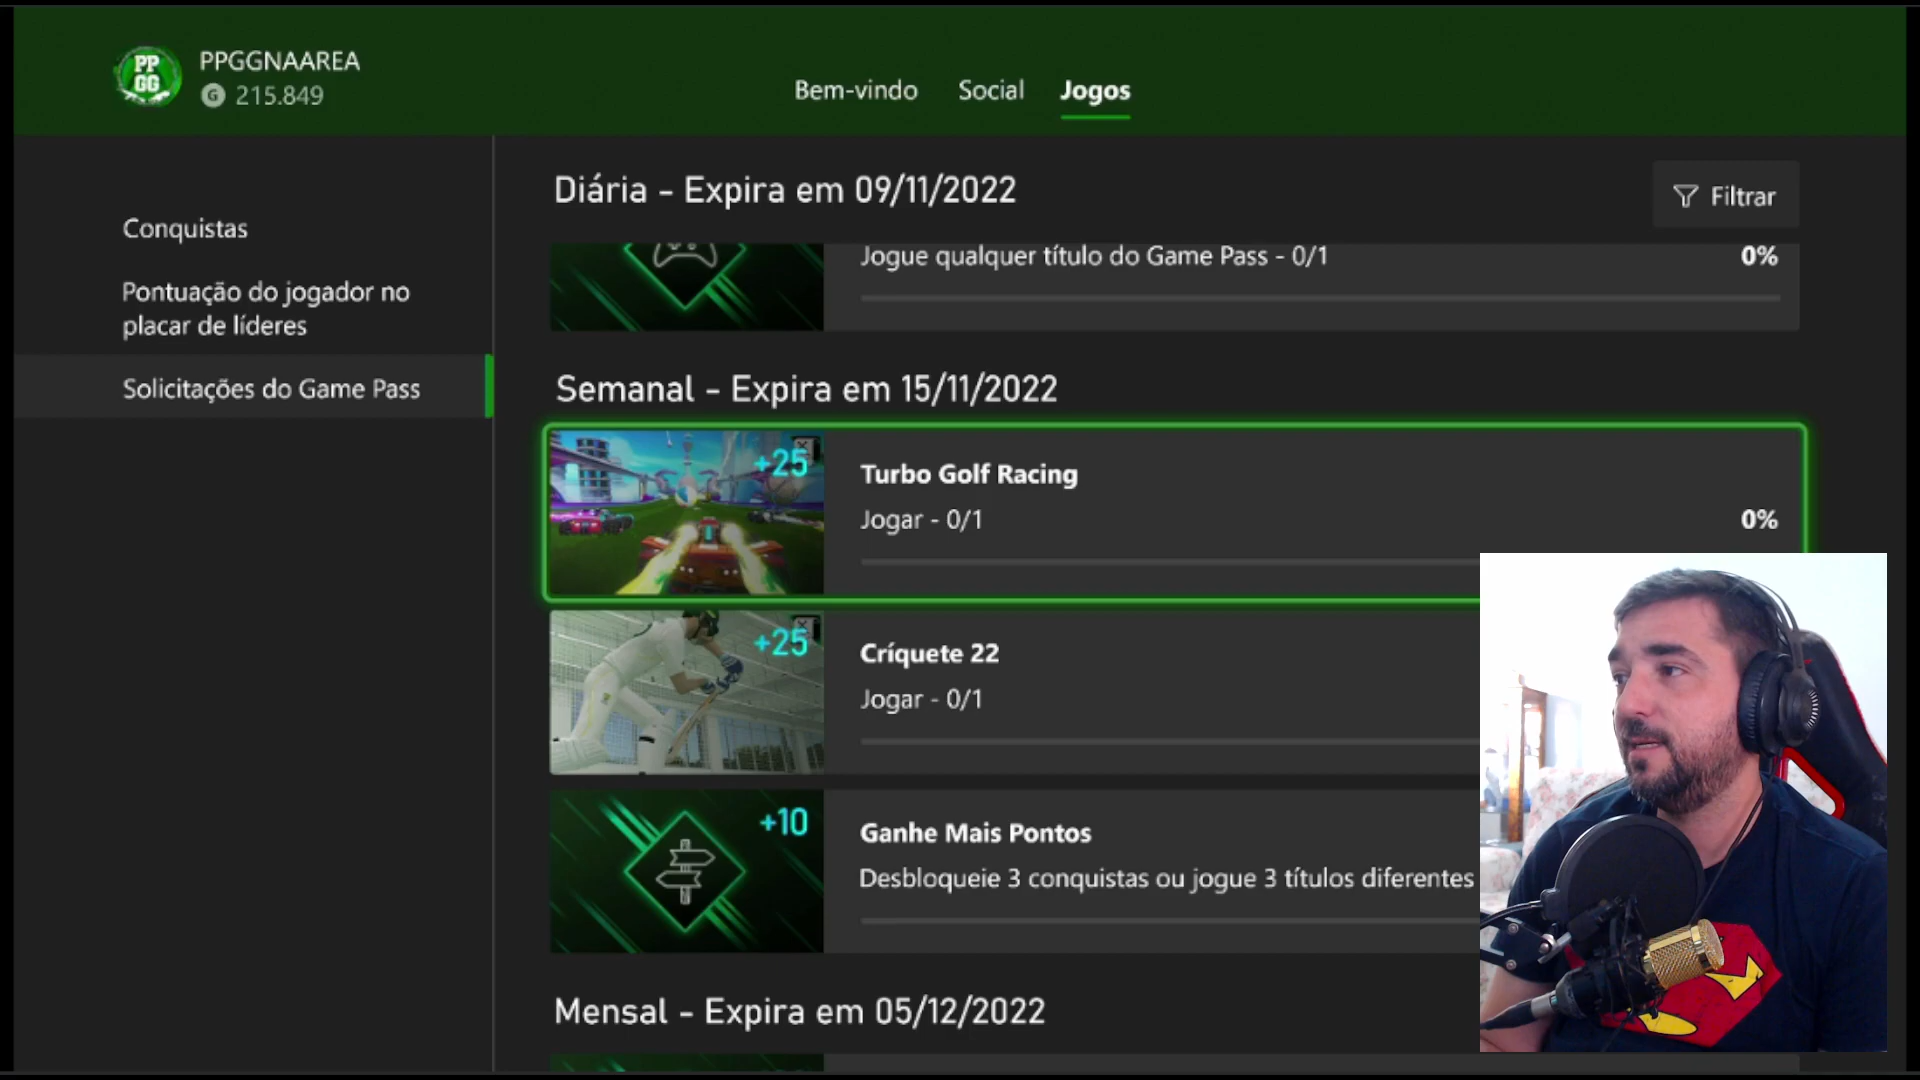 PP
GG
PPGGNAAREA
G 215.849
Bem-vindo
Social
Jogos
Conquistas
Pontuação do jogador no
placar de líderes
Solicitações do Game Pass
Diária - Expira em 09/11/2022
Filtrar
Jogue qualquer título do Game Pass - 0/1
0%
Semanal - Expira em 15/11/2022
+25
Turbo Golf Racing
Jogar - 0/1
0%
+25
Críquete 22
Jogar - 0/1
+10
Ganhe Mais Pontos
Desbloqueie 3 conquistas ou jogue 3 títulos diferentes
Mensal - Expira em 05/12/2022